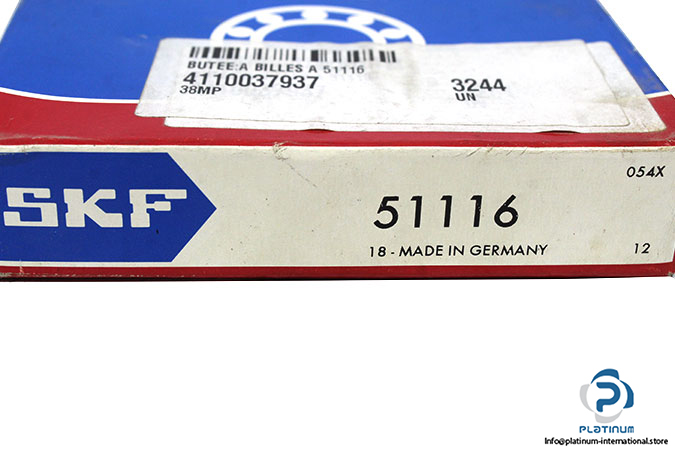 BUTEE:A BILLES A 51116
4110037937
3244
38MP
UN
054X
SKF
51116
18 - MADE IN GERMANY
12
PLATINUM
Info@platinum-international.store